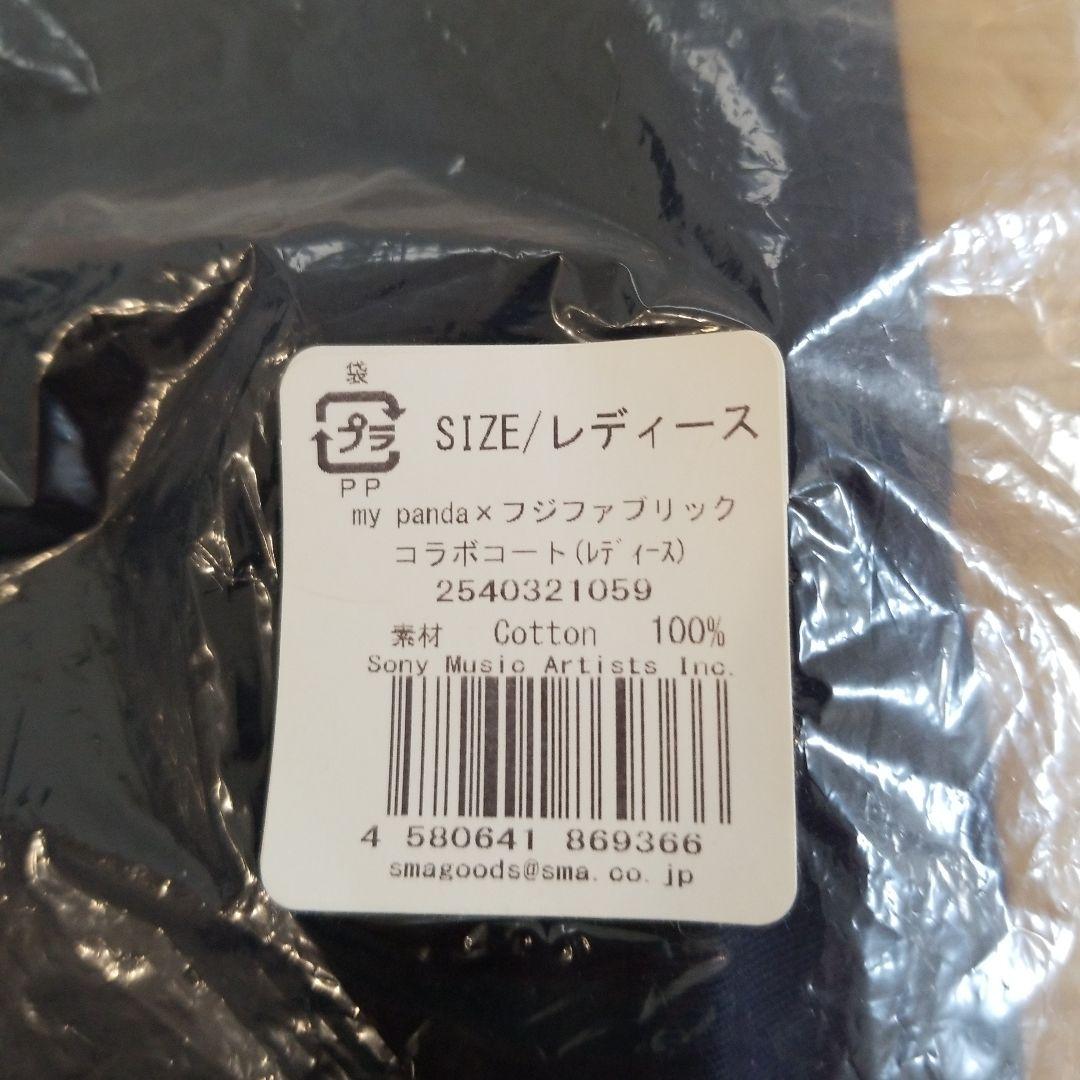 袋
プラ
PP
SIZE/レディース
my panda×フジファブリック
コラボコート(ﾚﾃﾞｨｰｽ)
2540321059
素材 Cotton 100%
Sony Music Artists Inc.
4 580641 869366
smagoods@sma.co.jp